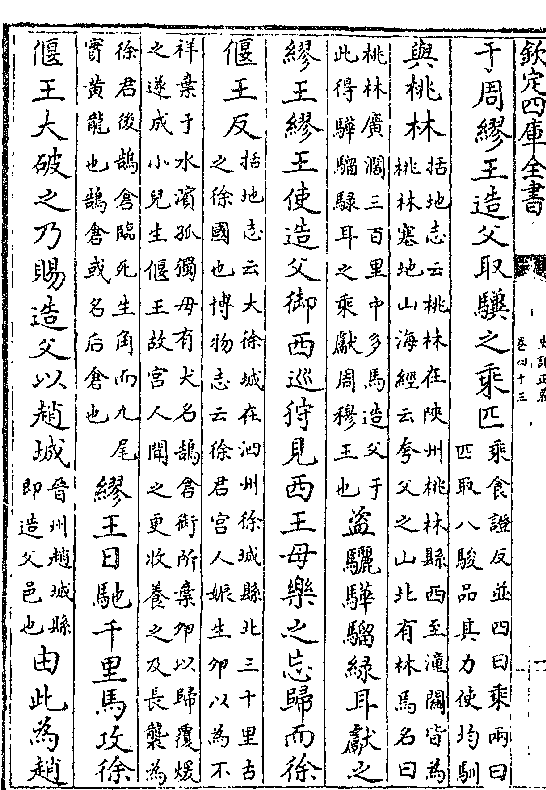 欽定四庫全書
史記正義
卷四十三
于周繆王造父取驥之乘匹
乘食證反並四曰乘兩曰
匹取八駿品其力使均馴
與桃林
括地志云桃林在陝州桃林縣西至潼關皆為
桃林塞地山海經云夸父之山北有林馬名曰
桃林廣濶三百里中多馬造父于
此得驊騮騄耳之乘獻周穆王也
盜驪驊騮緑耳獻之
繆王繆王使造父御西巡狩見西王母樂之忘歸而徐
偃王反
括地志云大徐城在泗州徐城縣北三十里古
之徐國也博物志云徐君宫人娠生卵以為不
祥棄于水濱孤獨母有犬名鵠倉銜所棄卵以歸覆煖
之遂成小兒生偃王故宫人聞之更收養之及長襲為
徐君後鵠倉臨死生角而九尾
實黄龍也鵠倉或名后倉也
繆王日馳千里馬攻徐
偃王大破之乃賜造父以趙城
晉州趙城縣
即造父邑也
由此為趙